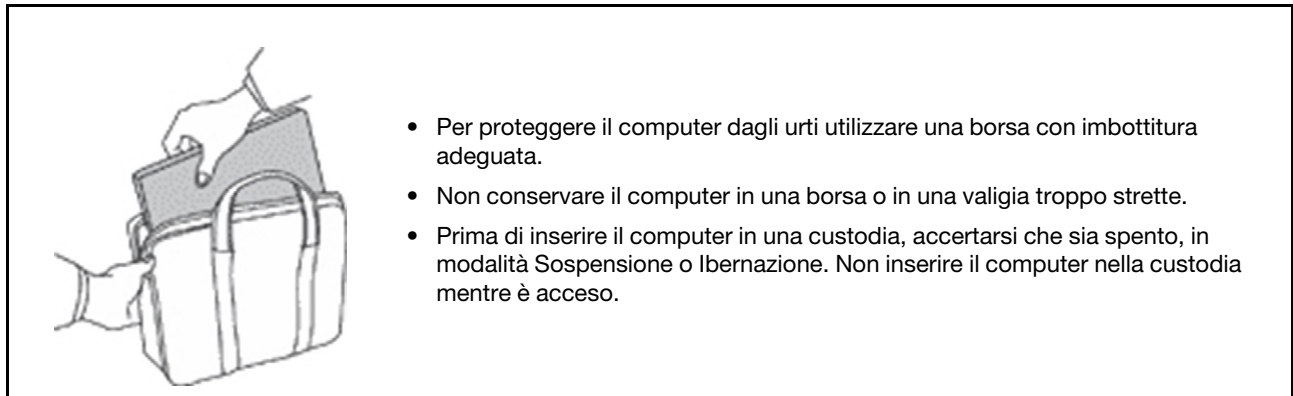 • Per proteggere il computer dagli urti utilizzare una borsa con imbottitura
adeguata.
• Non conservare il computer in una borsa o in una valigia troppo strette.
• Prima di inserire il computer in una custodia, accertarsi che sia spento, in
modalità Sospensione o Ibernazione. Non inserire il computer nella custodia
mentre è acceso.